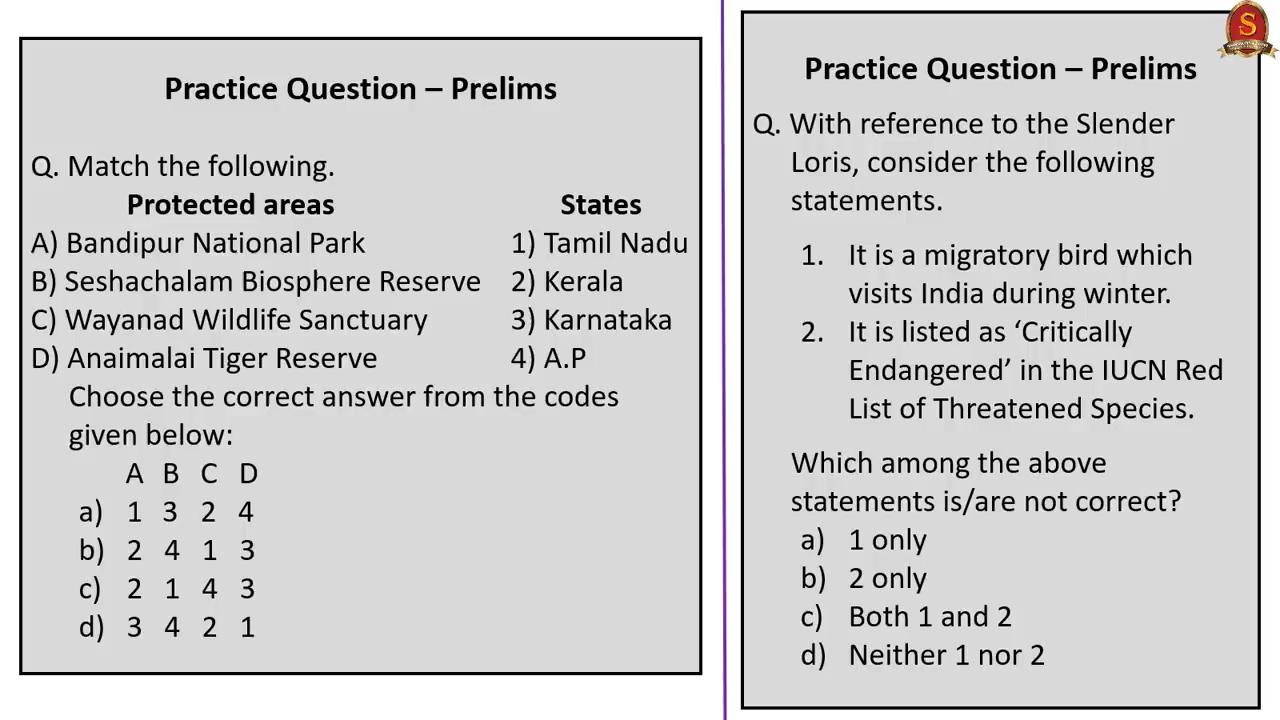 Practice Question – Prelims
Q. Match the following.
Protected areas States
A) Bandipur National Park 1) Tamil Nadu
B) Seshachalam Biosphere Reserve 2) Kerala
C) Wayanad Wildlife Sanctuary 3) Karnataka
D) Anaimalai Tiger Reserve 4) A.P
Choose the correct answer from the codes
given below:
A B C D
a) 1 3 2 4
b) 2 4 1 3
c) 2 1 4 3
d) 3 4 2 1
Practice Question – Prelims
Q. With reference to the Slender
Loris, consider the following
statements.
1. It is a migratory bird which
visits India during winter.
2. It is listed as ‘Critically
Endangered’ in the IUCN Red
List of Threatened Species.
Which among the above
statements is/are not correct?
a) 1 only
b) 2 only
c) Both 1 and 2
d) Neither 1 nor 2
S